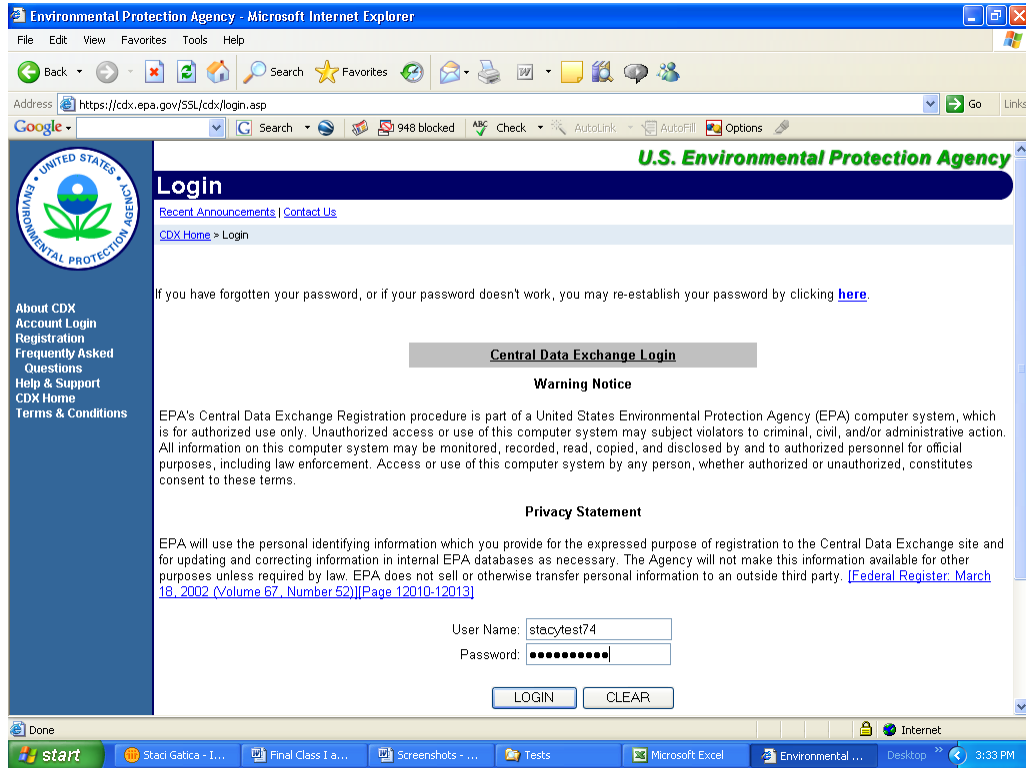 Environmental Protection Agency - Microsoft Internet Explorer
File Edit View Favorites Tools Help
Back Search Favorites
Address https://cdx.epa.gov/SSL/cdx/login.asp Go Links
Google Search 948 blocked ABC Check AutoLink AutoFill Options
UNITED STATES ENVIRONMENTAL PROTECTION AGENCY
U.S. Environmental Protection Agency
Login
Recent Announcements | Contact Us
CDX Home > Login
About CDX
Account Login
Registration
Frequently Asked
Questions
Help & Support
CDX Home
Terms & Conditions
If you have forgotten your password, or if your password doesn't work, you may re-establish your password by clicking here.
Central Data Exchange Login
Warning Notice
EPA's Central Data Exchange Registration procedure is part of a United States Environmental Protection Agency (EPA) computer system, which
is for authorized use only. Unauthorized access or use of this computer system may subject violators to criminal, civil, and/or administrative action.
All information on this computer system may be monitored, recorded, read, copied, and disclosed by and to authorized personnel for official
purposes, including law enforcement. Access or use of this computer system by any person, whether authorized or unauthorized, constitutes
consent to these terms.
Privacy Statement
EPA will use the personal identifying information which you provide for the expressed purpose of registration to the Central Data Exchange site and
for updating and correcting information in internal EPA databases as necessary. The Agency will not make this information available for other
purposes unless required by law. EPA does not sell or otherwise transfer personal information to an outside third party. [Federal Register: March
18, 2002 (Volume 67, Number 52)][Page 12010-12013]
User Name: stacytest74
Password: ●●●●●●●●●●
LOGIN CLEAR
Done Internet
start Staci Gatica - I... Final Class I a... Screenshots - ... Tests Microsoft Excel Environmental ... Desktop » 3:33 PM